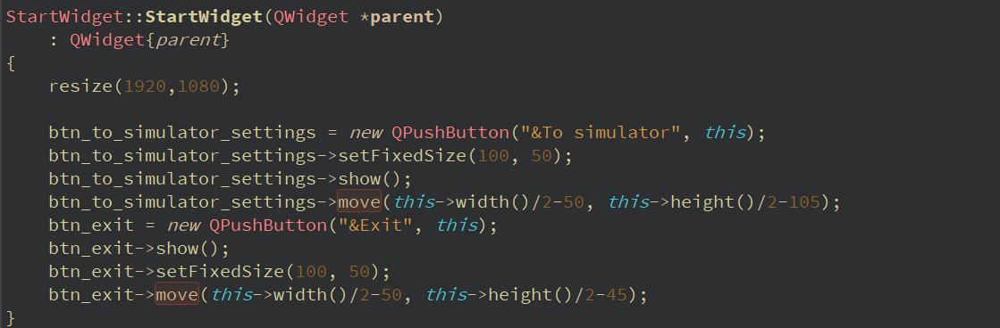 StartWidget::StartWidget(QWidget *parent)
    : QWidget{parent}
{
    resize(1920,1080);

    btn_to_simulator_settings = new QPushButton("&To simulator", this);
    btn_to_simulator_settings->setFixedSize(100, 50);
    btn_to_simulator_settings->show();
    btn_to_simulator_settings->move(this->width()/2-50, this->height()/2-105);
    btn_exit = new QPushButton("&Exit", this);
    btn_exit->show();
    btn_exit->setFixedSize(100, 50);
    btn_exit->move(this->width()/2-50, this->height()/2-45);
}